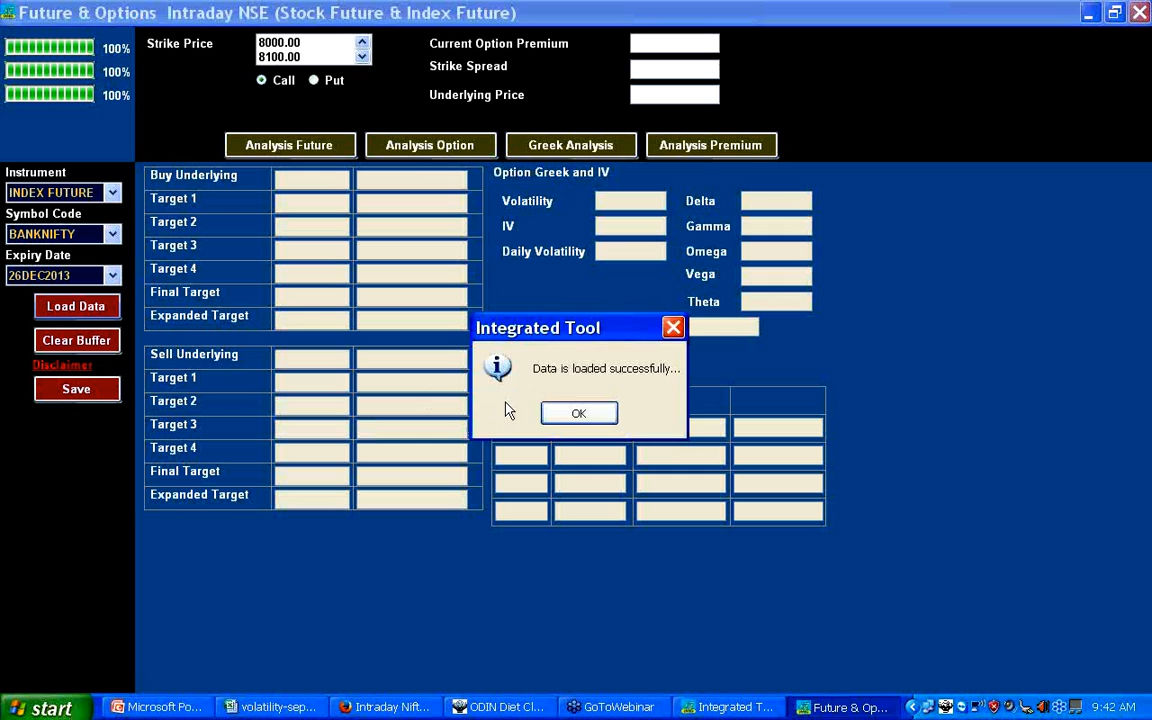 Future & Options Intraday NSE (Stock Future & Index Future)
100%
100%
100%
Strike Price
8000.00
8100.00
Call Put
Current Option Premium
Strike Spread
Underlying Price
Analysis Future
Analysis Option
Greek Analysis
Analysis Premium
Instrument
INDEX FUTURE
Symbol Code
BANKNIFTY
Expiry Date
26DEC2013
Load Data
Clear Buffer
Disclaimer
Save
Buy Underlying
Target 1
Target 2
Target 3
Target 4
Final Target
Expanded Target
Sell Underlying
Target 1
Target 2
Target 3
Target 4
Final Target
Expanded Target
Option Greek and IV
Volatility
IV
Daily Volatility
Delta
Gamma
Omega
Vega
Theta
Integrated Tool
Data is loaded successfully...
OK
start
Microsoft Po...
volatility-sep...
Intraday Nift...
ODIN Diet Cl...
GoToWebinar
Integrated T...
Future & Op...
9:42 AM